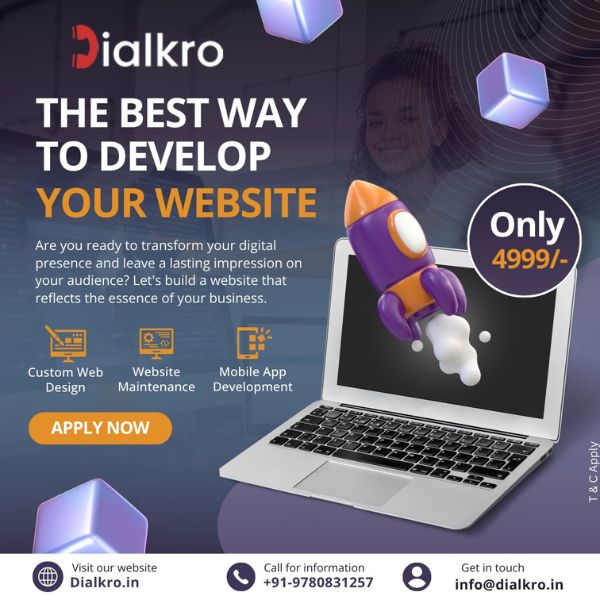 Dialkro
THE BEST WAY
TO DEVELOP
YOUR WEBSITE
Are you ready to transform your digital
presence and leave a lasting impression on
your audience? Let's build a website that
reflects the essence of your business.
Only
4999/-
Custom Web
Design
Website
Maintenance
Mobile App
Development
APPLY NOW
T & C Apply
Visit our website
Dialkro.in
Call for information
+91-9780831257
Get in touch
info@dialkro.in